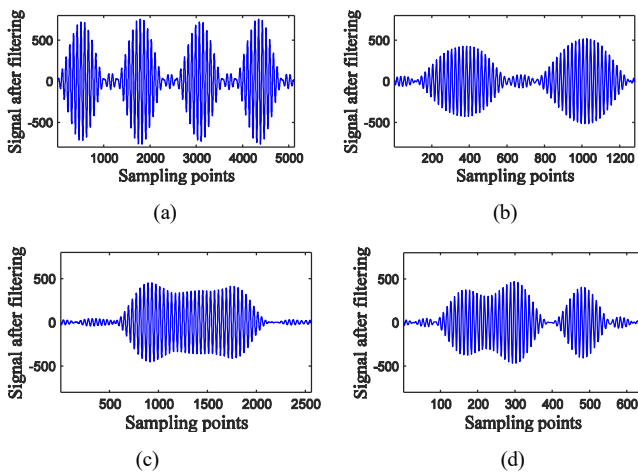 Signal after filtering
500
0
-500
1000 2000 3000 4000 5000
Sampling points
(a)
Signal after filtering
500
0
-500
200 400 600 800 1000 1200
Sampling points
(b)
Signal after filtering
500
0
-500
500 1000 1500 2000 2500
Sampling points
(c)
Signal after filtering
500
0
-500
100 200 300 400 500 600
Sampling points
(d)